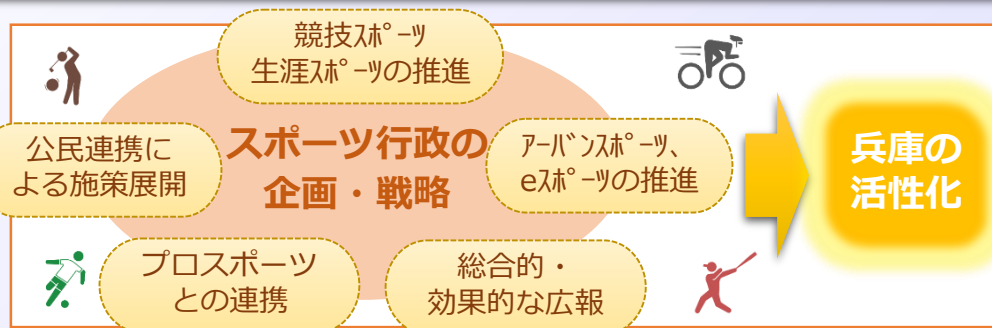 競技ｽﾎﾟｰﾂ
生涯ｽﾎﾟｰﾂの推進
公民連携に
よる施策展開
スポーツ行政の
企画・戦略
ｱｰﾊﾞﾝｽﾎﾟｰﾂ、
eｽﾎﾟｰﾂの推進
プロスポーツ
との連携
総合的・
効果的な広報
兵庫の
活性化